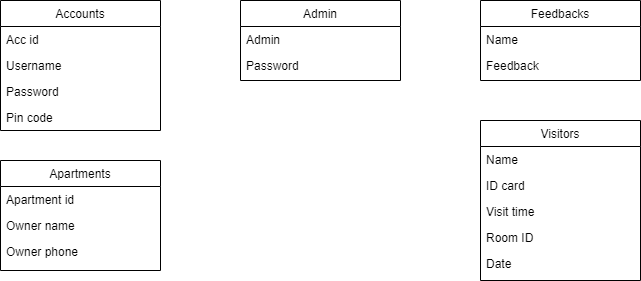 Accounts
Acc id
Username
Password
Pin code
Admin
Admin
Password
Feedbacks
Name
Feedback
Apartments
Apartment id
Owner name
Owner phone
Visitors
Name
ID card
Visit time
Room ID
Date